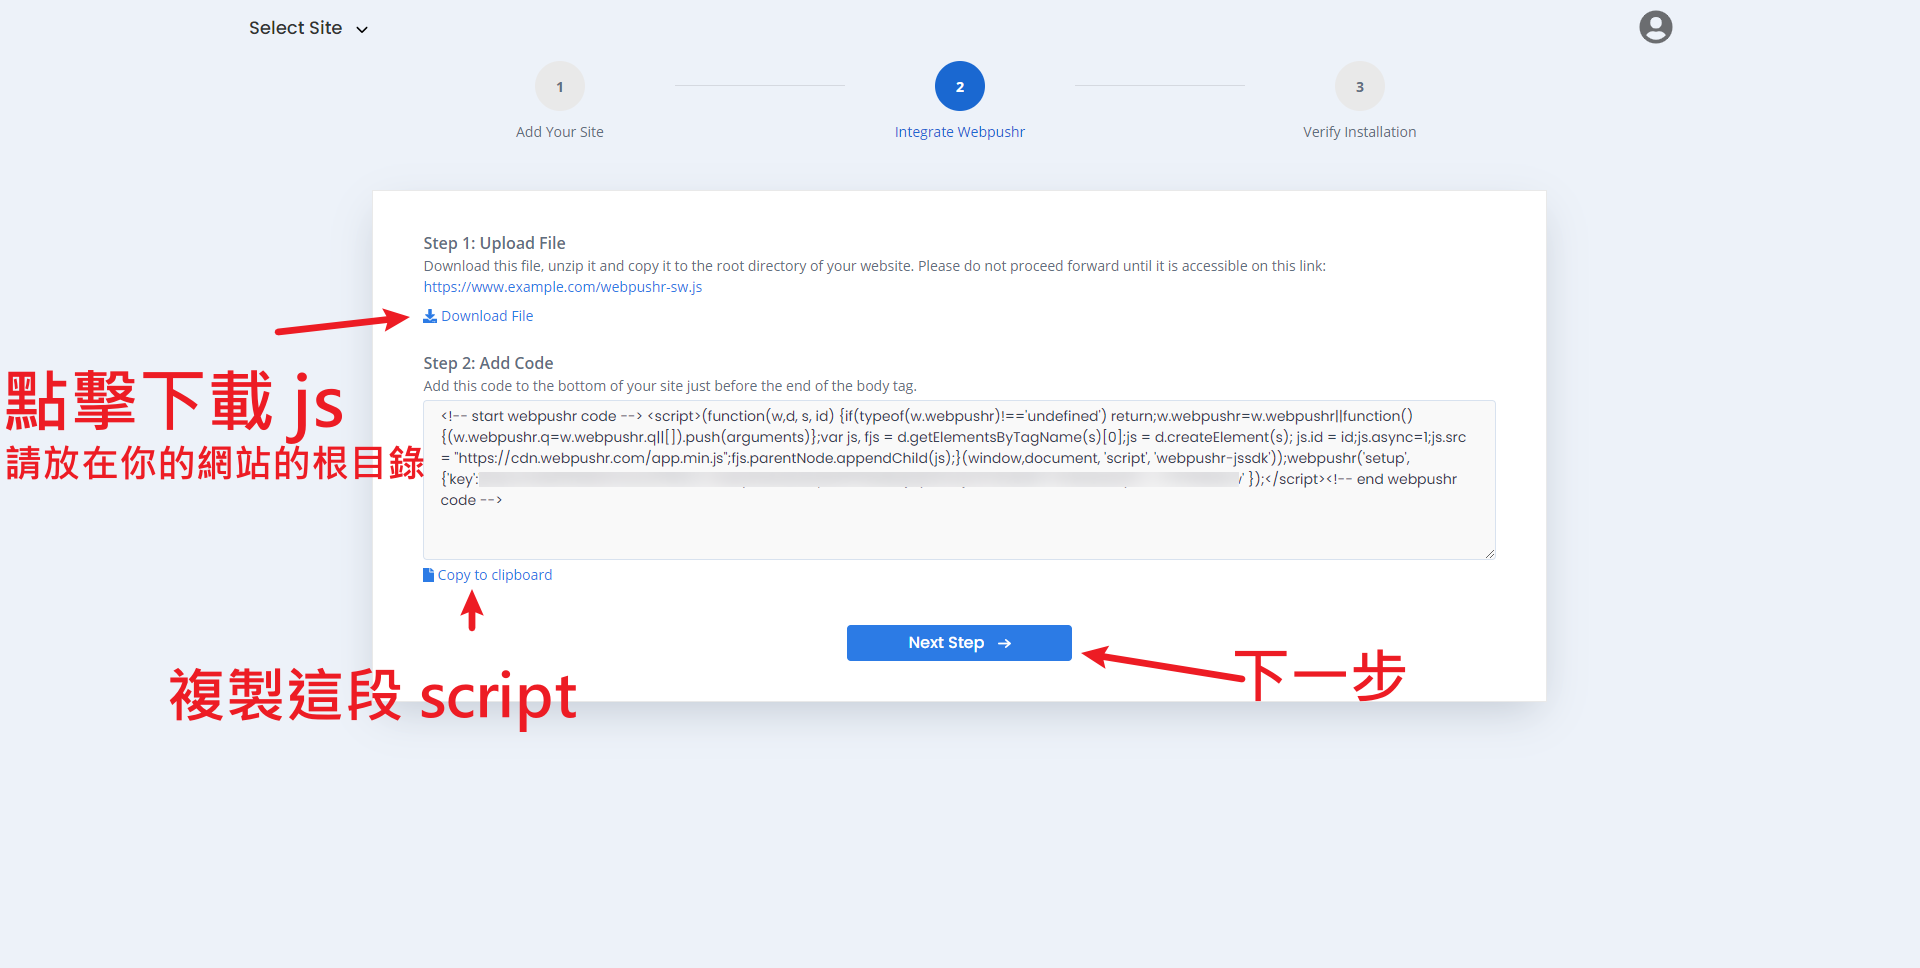 Select Site
1
2
3
Add Your Site
Integrate Webpushr
Verify Installation
Step 1: Upload File
Download this file, unzip it and copy it to the root directory of your website. Please do not proceed forward until it is accessible on this link:
https://www.example.com/webpushr-sw.js
Download File
點擊下載 js
請放在你的網站的根目錄
Step 2: Add Code
Add this code to the bottom of your site just before the end of the body tag.
<!-- start webpushr code --> <script>(function(w,d, s, id) {if(typeof(w.webpushr)!=='undefined') return;w.webpushr=w.webpushr||function()
{(w.webpushr.q=w.webpushr.q||[]).push(arguments)};var js, fjs = d.getElementsByTagName(s)[0];js = d.createElement(s); js.id = id;js.async=1;js.src
= "https://cdn.webpushr.com/app.min.js";fjs.parentNode.appendChild(js);}(window,document, 'script', 'webpushr-jssdk'));webpushr('setup',
{'key': ' });</script><!-- end webpushr
code -->
Copy to clipboard
複製這段 script
Next Step
下一步